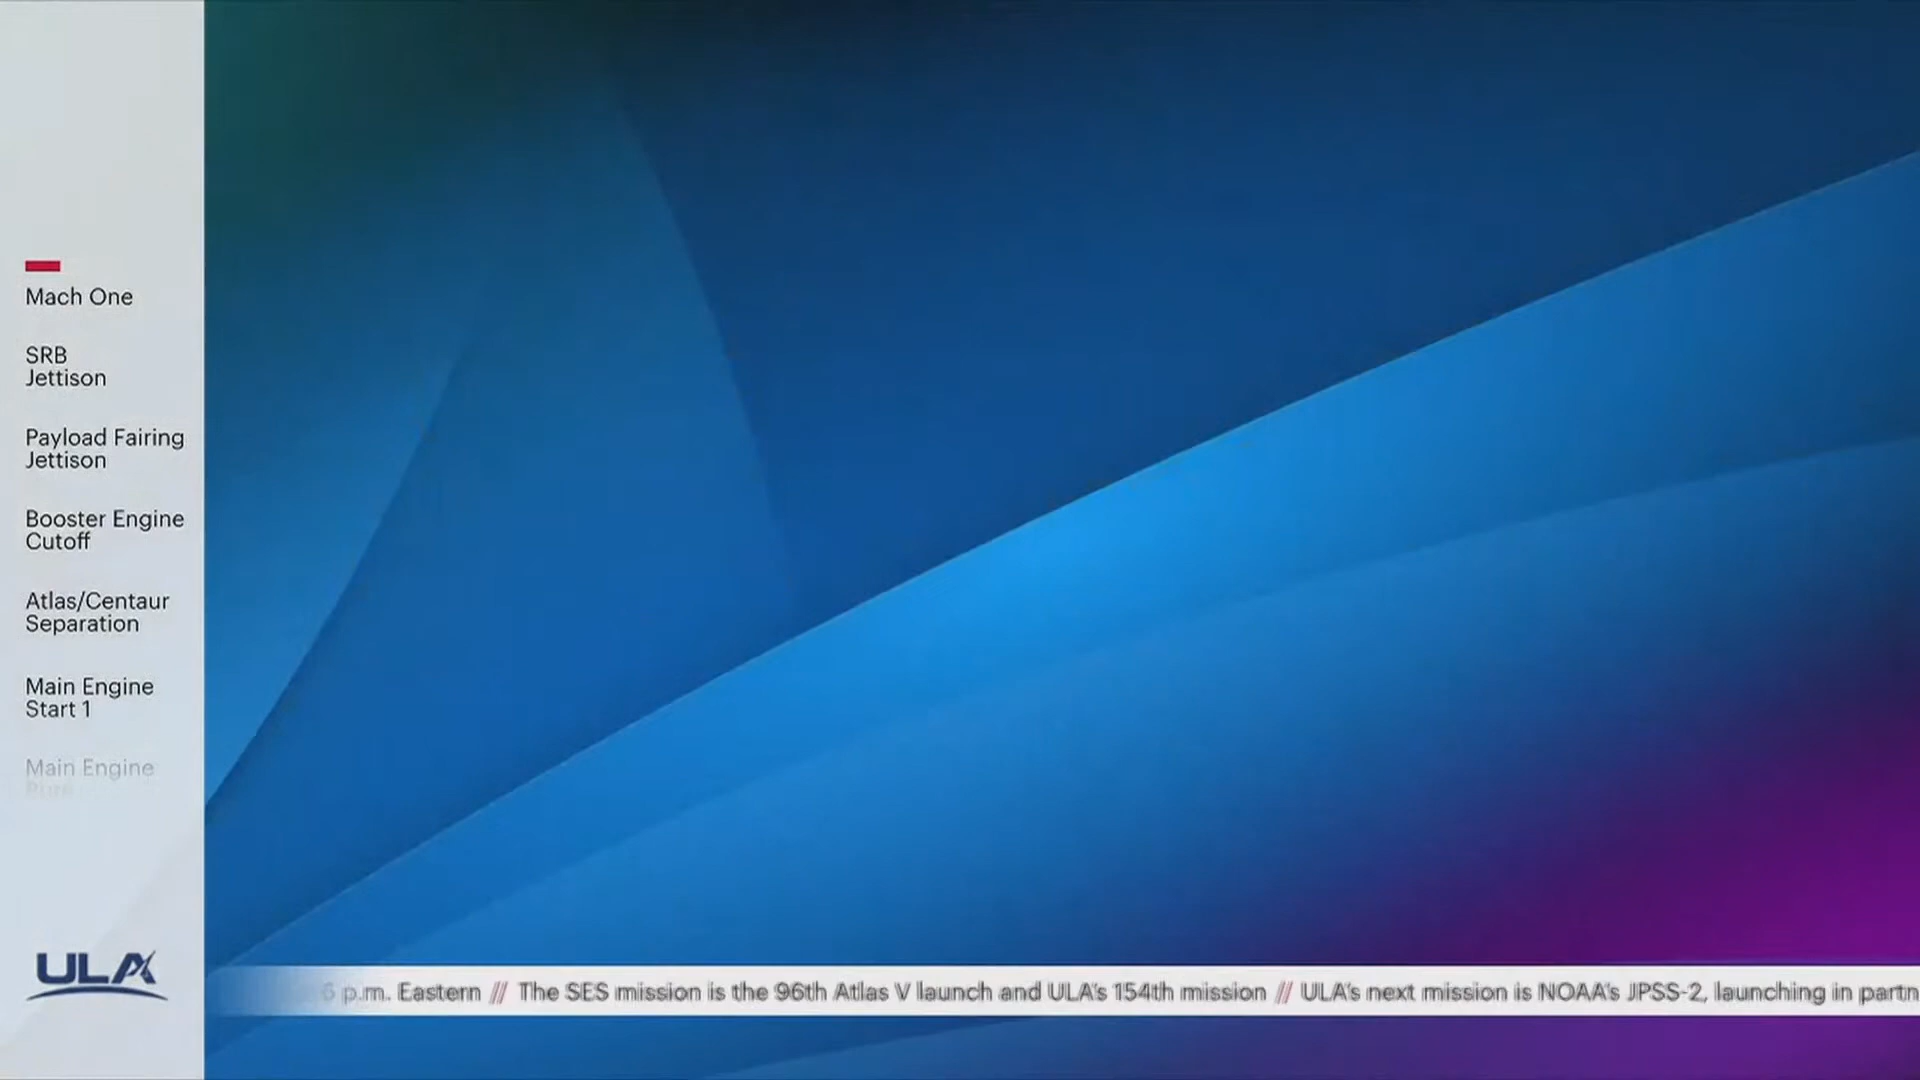 Mach One
SRB
Jettison
Payload Fairing
Jettison
Booster Engine
Cutoff
Atlas/Centaur
Separation
Main Engine
Start 1
Main Engine
ULA
6 p.m. Eastern // The SES mission is the 96th Atlas V launch and ULA's 154th mission // ULA's next mission is NOAA's JPSS-2, launching in partn